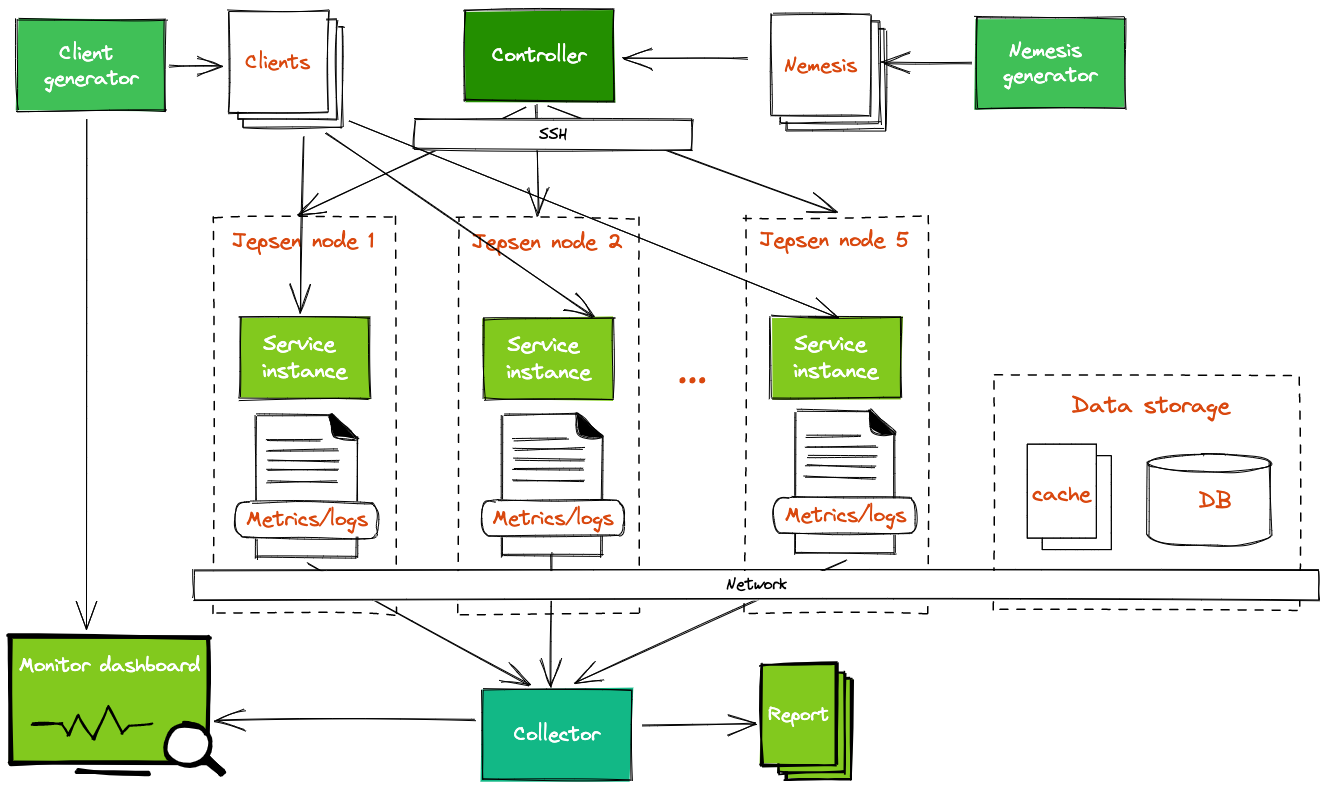 Client
generator
Clients
Controller
Nemesis
Nemesis
generator
SSH
Jepsen node 1
Jepsen node 2
Jepsen node 5
Service
instance
Service
instance
...
Service
instance
Data storage
cache
DB
Metrics/logs
Metrics/logs
Metrics/logs
Network
Monitor dashboard
Collector
Report